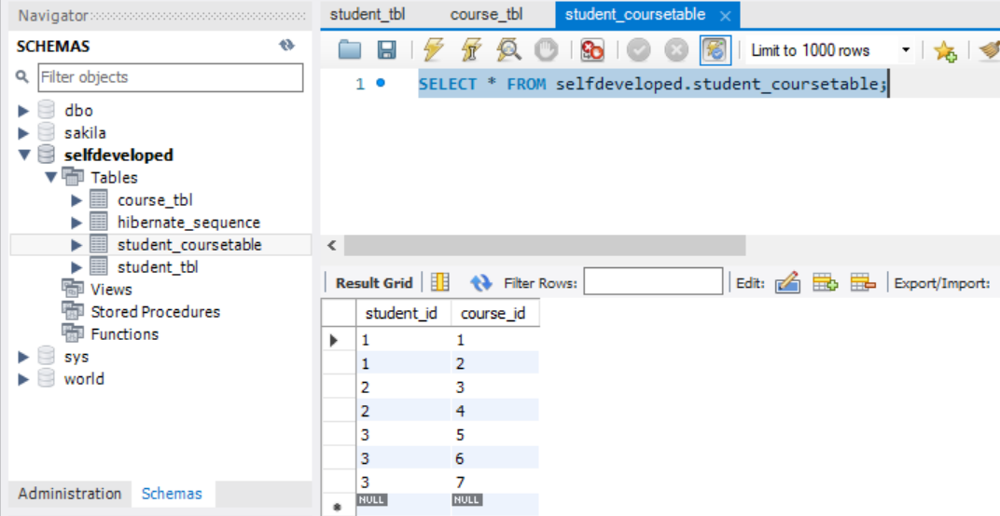 Navigator
SCHEMAS
Filter objects
dbo
sakila
selfdeveloped
Tables
course_tbl
hibernate_sequence
student_coursetable
student_tbl
Views
Stored Procedures
Functions
sys
world
Administration Schemas
student_tbl course_tbl student_coursetable
Limit to 1000 rows
1 SELECT * FROM selfdeveloped.student_coursetable;
Result Grid Filter Rows: Edit: Export/Import:
student_id course_id
1 1
1 2
2 3
2 4
3 5
3 6
3 7
NULL NULL